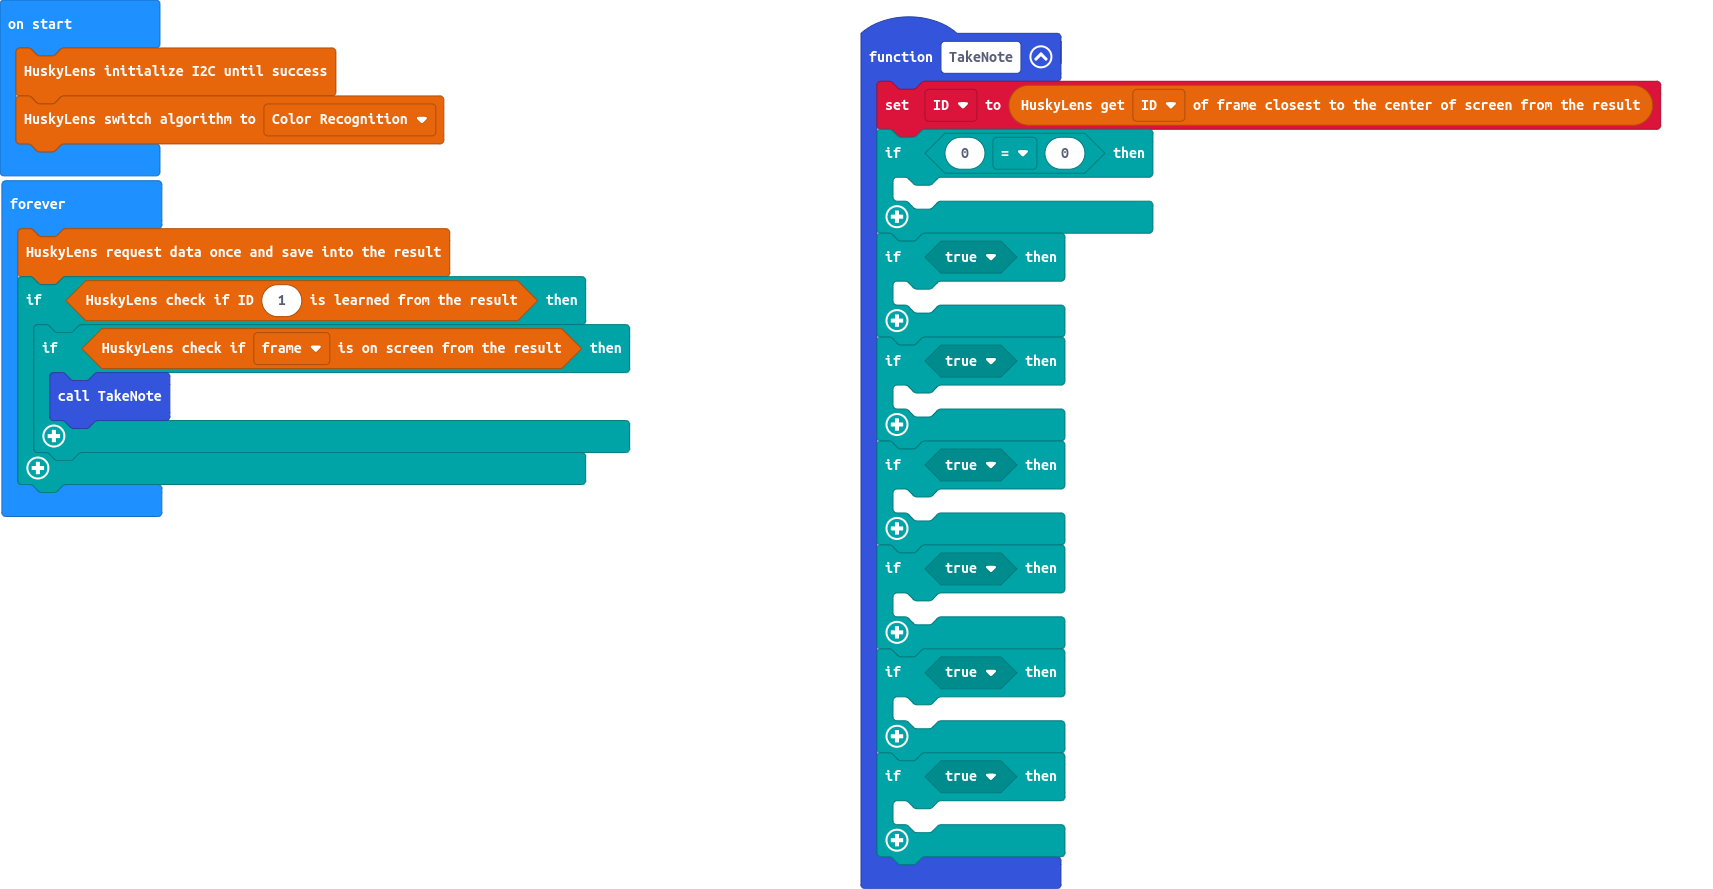 on start
HuskyLens initialize I2C until success
HuskyLens switch algorithm to Color Recognition
forever
HuskyLens request data once and save into the result
if HuskyLens check if ID 1 is learned from the result then
if HuskyLens check if frame is on screen from the result then
call TakeNote
function TakeNote
set ID to HuskyLens get ID of frame closest to the center of screen from the result
if 0 = 0 then
if true then
if true then
if true then
if true then
if true then
if true then